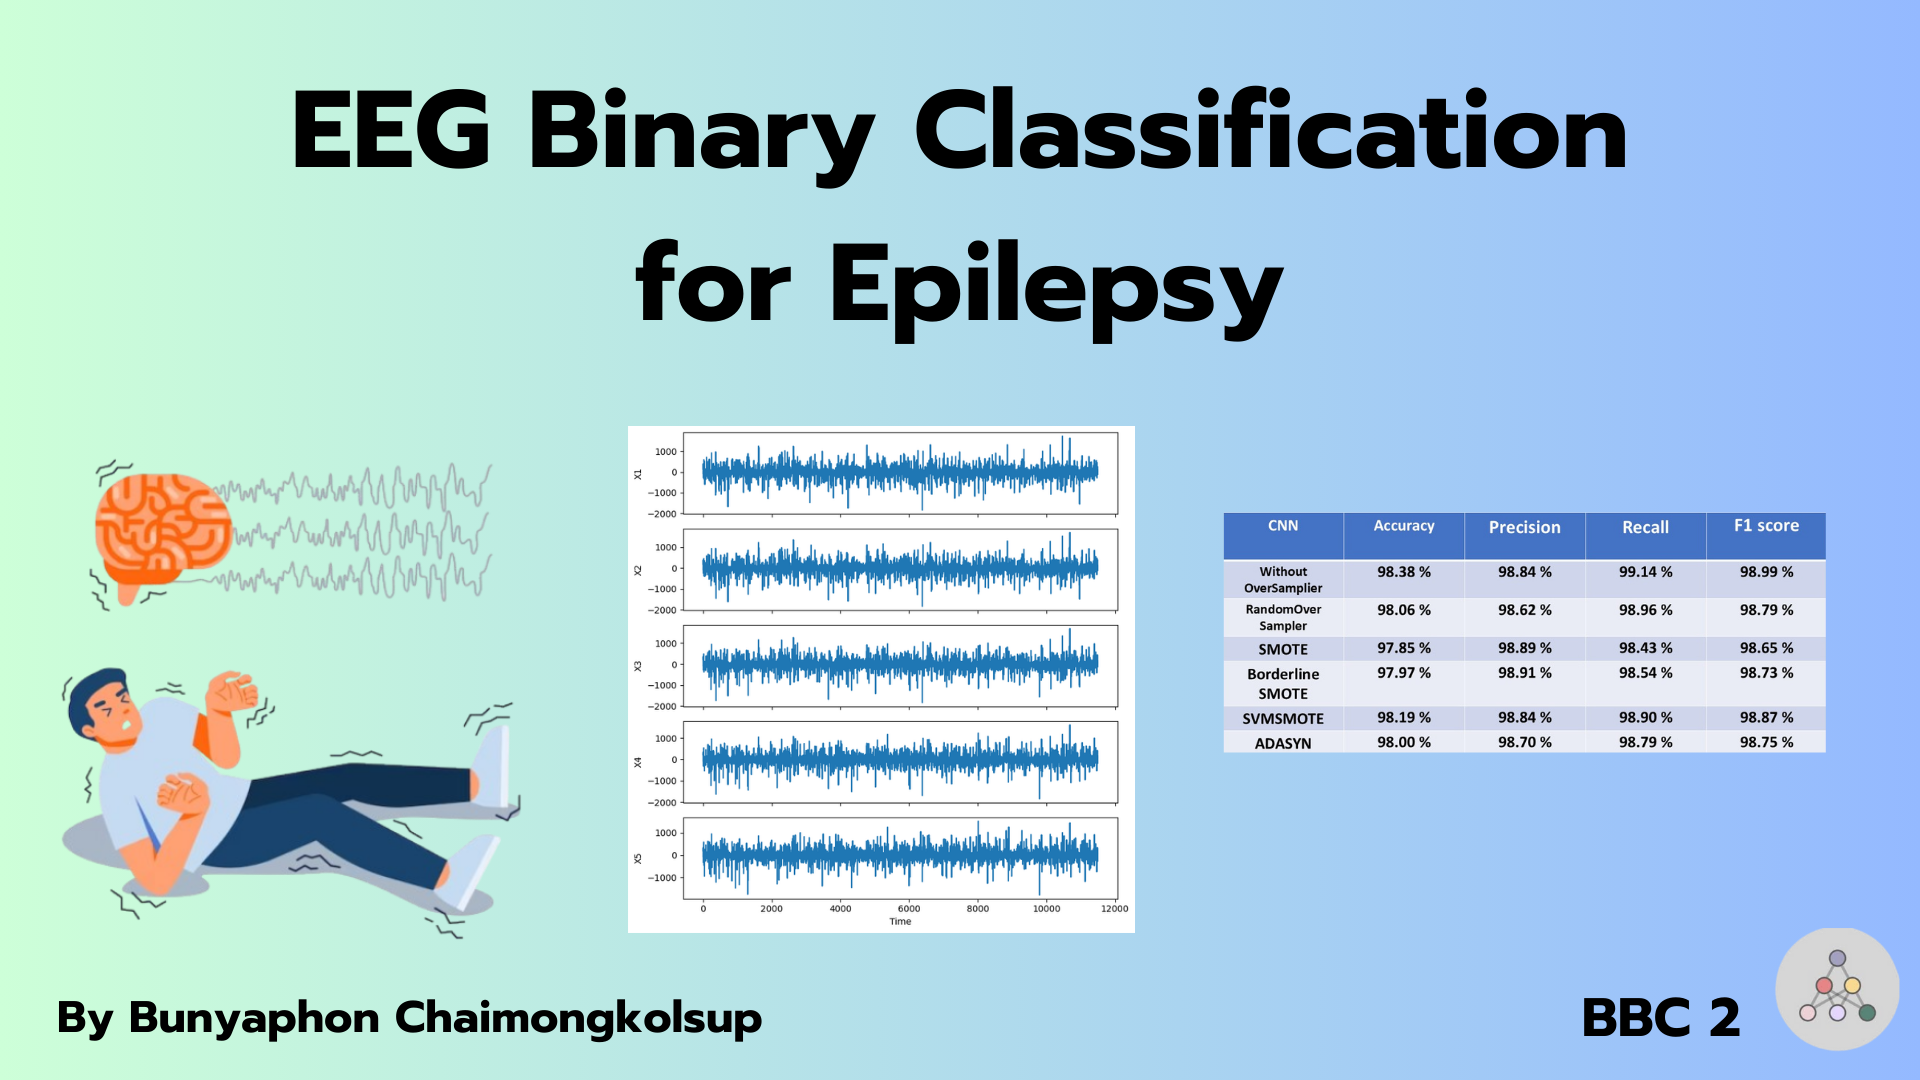 EEG Binary Classification
for Epilepsy
X1
1000
0
−1000
−2000
X2
1000
0
−1000
−2000
X3
1000
0
−1000
−2000
X4
1000
0
−1000
−2000
X5
1000
0
−1000
0 2000 4000 6000 8000 10000 12000
Time
CNN Accuracy Precision Recall F1 score
Without
OverSamplier 98.38 % 98.84 % 99.14 % 98.99 %
RandomOver
Sampler 98.06 % 98.62 % 98.96 % 98.79 %
SMOTE 97.85 % 98.89 % 98.43 % 98.65 %
Borderline
SMOTE 97.97 % 98.91 % 98.54 % 98.73 %
SVMSMOTE 98.19 % 98.84 % 98.90 % 98.87 %
ADASYN 98.00 % 98.70 % 98.79 % 98.75 %
By Bunyaphon Chaimongkolsup
BBC 2